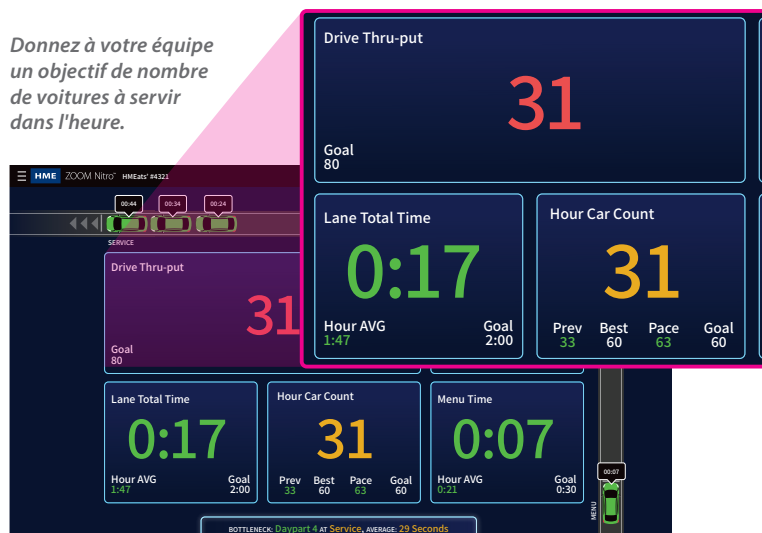 Donnez à votre équipe
un objectif de nombre
de voitures à servir
dans l'heure.
Drive Thru-put
31
Goal
80
Lane Total Time
0:17
Hour AVG Goal
1:47 2:00
Hour Car Count
31
Prev Best Pace Goal
33 60 63 60
HME ZOOM Nitro™ HMEats' #4321
00:44 00:34 00:24
SERVICE
Drive Thru-put
31
Goal
80
Lane Total Time
0:17
Hour AVG Goal
1:47 2:00
Hour Car Count
31
Prev Best Pace Goal
33 60 63 60
Menu Time
0:07
Hour AVG Goal
0:21 0:30
00:07
MENU
BOTTLENECK: Daypart 4 AT Service, AVERAGE: 29 Seconds